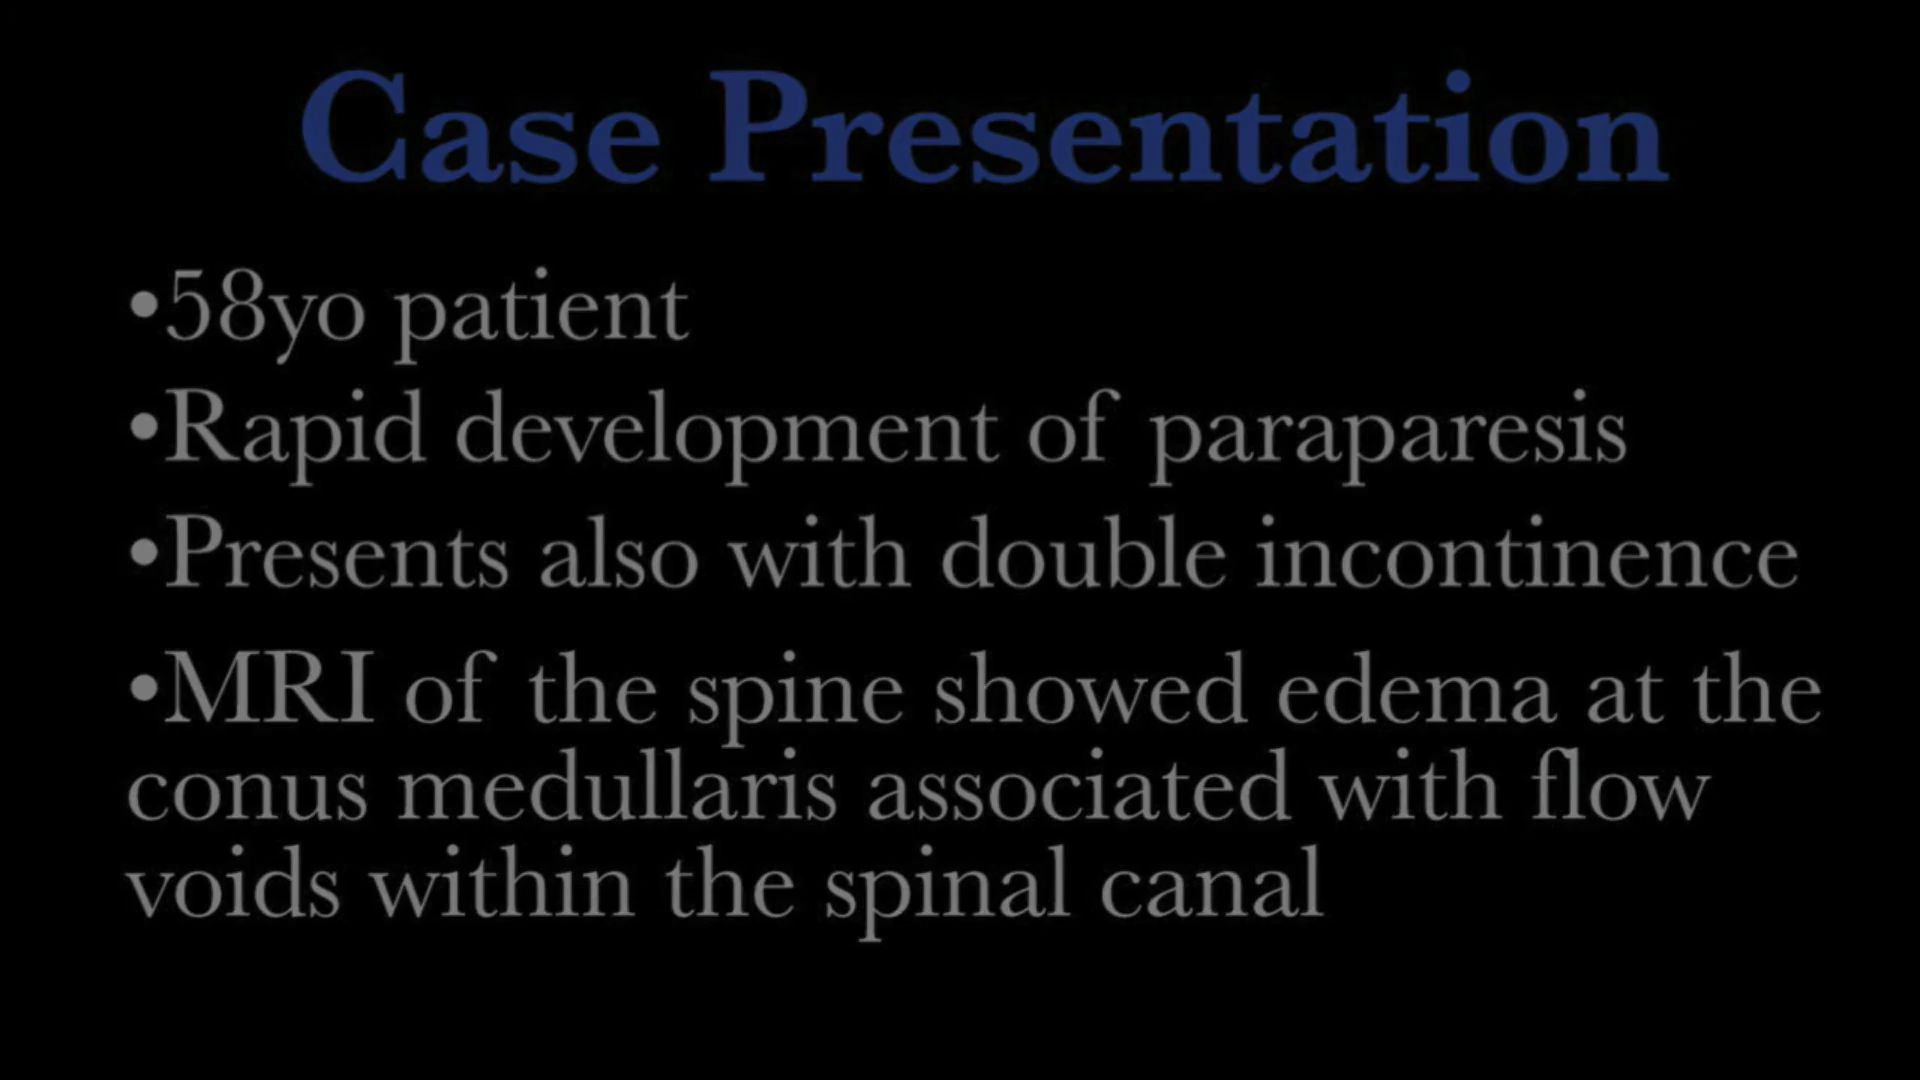 Case Presentation
•58yo patient
•Rapid development of paraparesis
•Presents also with double incontinence
•MRI of the spine showed edema at the
conus medullaris associated with flow
voids within the spinal canal